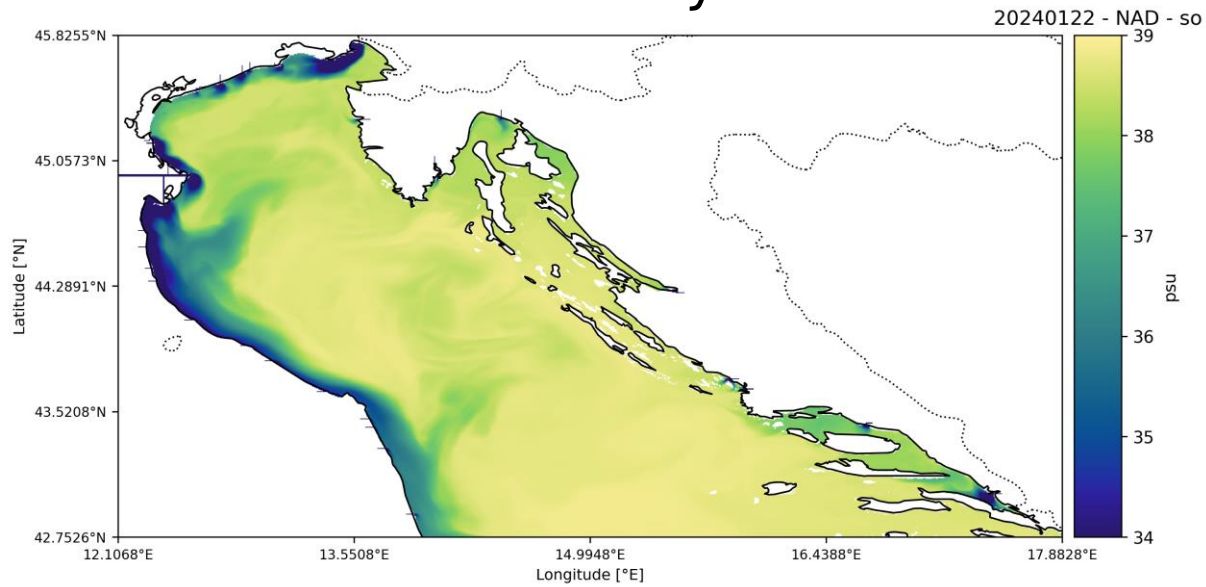 20240122 - NAD - so
45.8255°N
45.0573°N
44.2891°N
43.5208°N
42.7526°N
Latitude [°N]
12.1068°E
13.5508°E
14.9948°E
16.4388°E
17.8828°E
Longitude [°E]
39
38
37
36
35
34
psu